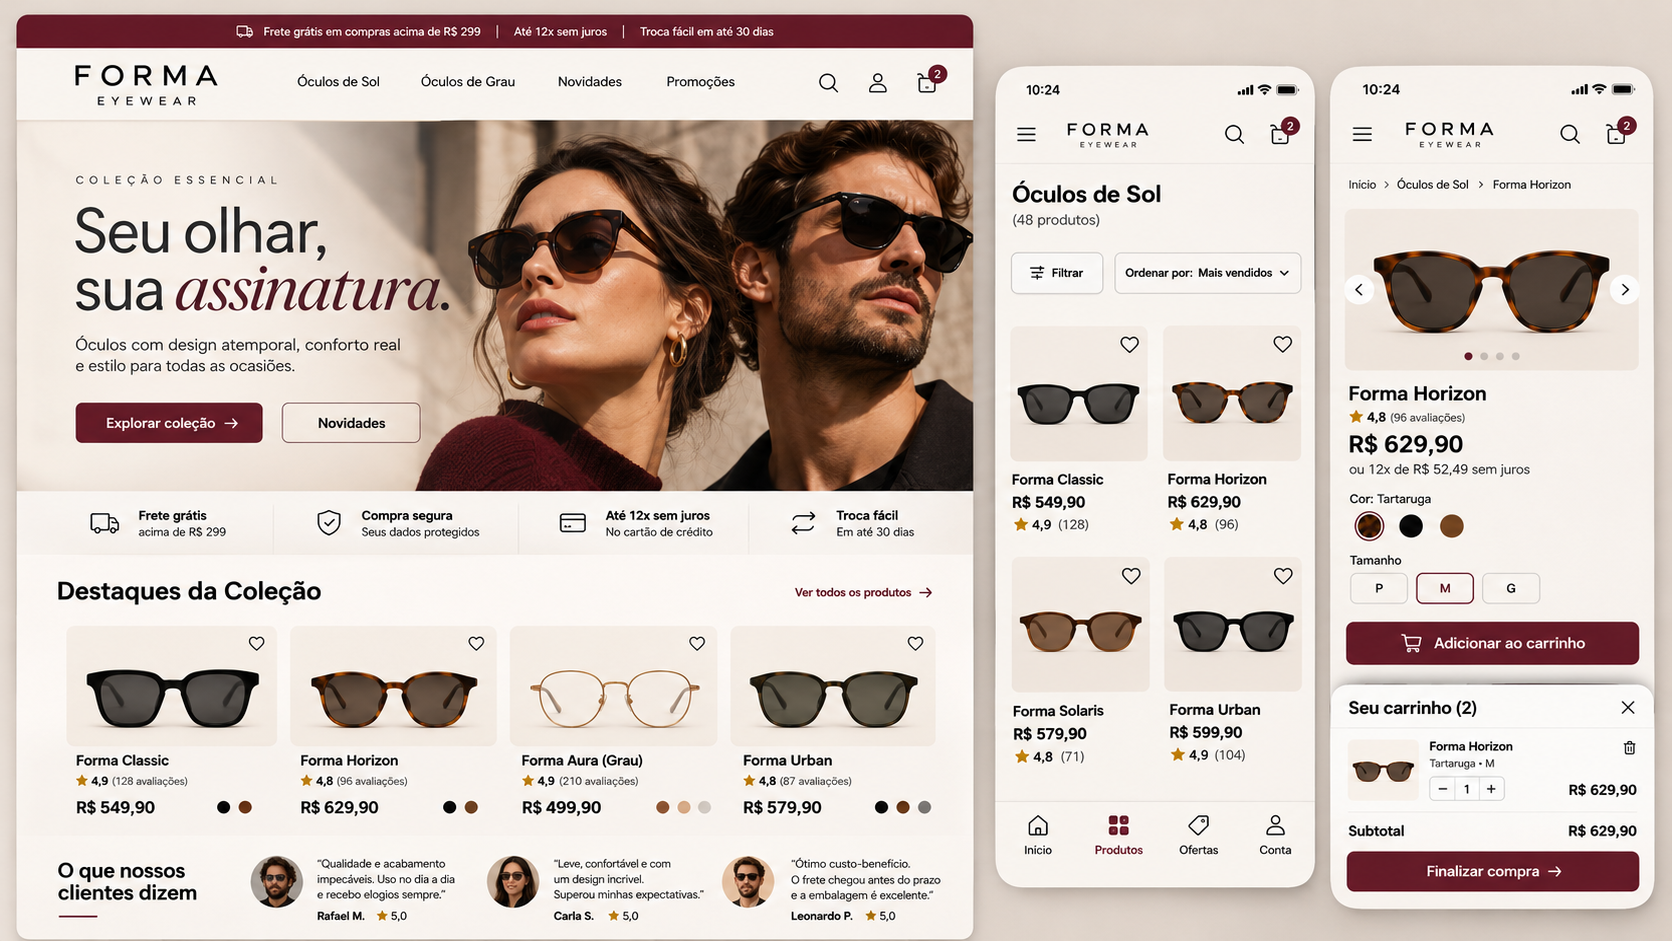 Frete grátis em compras acima de R$ 299 | Até 12x sem juros | Troca fácil em até 30 dias
FORMA
EYEWEAR
Óculos de Sol
Óculos de Grau
Novidades
Promoções
2
COLEÇÃO ESSENCIAL
Seu olhar,
sua assinatura.
Óculos com design atemporal, conforto real
e estilo para todas as ocasiões.
Explorar coleção →
Novidades
Frete grátis
acima de R$ 299
Compra segura
Seus dados protegidos
Até 12x sem juros
No cartão de crédito
Troca fácil
Em até 30 dias
Destaques da Coleção
Ver todos os produtos →
Forma Classic
4,9 (128 avaliações)
R$ 549,90
Forma Horizon
4,8 (96 avaliações)
R$ 629,90
Forma Aura (Grau)
4,9 (210 avaliações)
R$ 499,90
Forma Urban
4,8 (87 avaliações)
R$ 579,90
O que nossos
clientes dizem
“Qualidade e acabamento
impecáveis. Uso no dia a dia
e recebo elogios sempre.”
Rafael M. 5,0
“Leve, confortável e com
um design incrivel.
Superou minhas expectativas.”
Carla S. 5,0
“Ótimo custo-benefício.
O frete chegou antes do prazo
e a embalagem é excelente.”
Leonardo P. 5,0
10:24
FORMA
EYEWEAR
2
Óculos de Sol
(48 produtos)
Filtrar
Ordenar por: Mais vendidos
Forma Classic
R$ 549,90
4,9 (128)
Forma Horizon
R$ 629,90
4,8 (96)
Forma Solaris
R$ 579,90
4,8 (71)
Forma Urban
R$ 599,90
4,9 (104)
Início
Produtos
Ofertas
Conta
10:24
FORMA
EYEWEAR
2
Início > Óculos de Sol > Forma Horizon
Forma Horizon
4,8 (96 avaliações)
R$ 629,90
ou 12x de R$ 52,49 sem juros
Cor: Tartaruga
Tamanho
P
M
G
Adicionar ao carrinho
Seu carrinho (2)
Forma Horizon
Tartaruga • M
− 1 +
R$ 629,90
Subtotal
R$ 629,90
Finalizar compra →